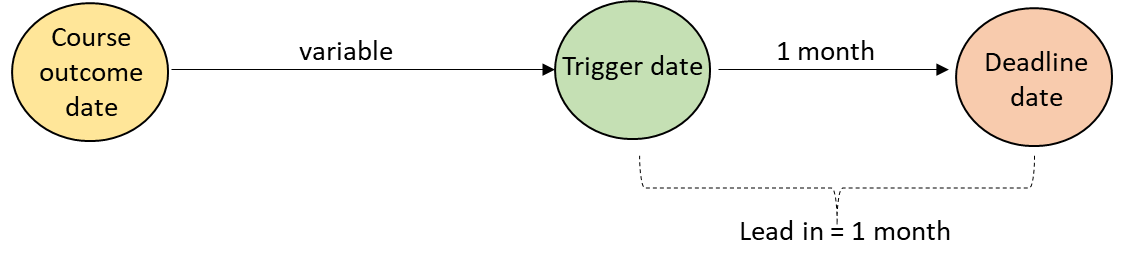 Course
outcome
date
variable
Trigger date
1 month
Deadline
date
Lead in = 1 month